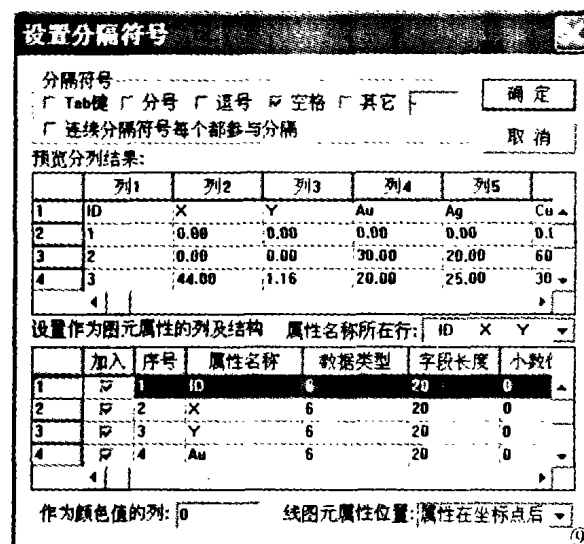 设置分隔符号
分隔符号
Tab键 分号 逗号 空格 其它
连续分隔符号每个都参与分隔
确定
取消
预览分列结果:
列1 列2 列3 列4 列5
1 ID X Y Au Ag Cu
2 1 0.00 0.00 0.00 0.00 0.0
3 2 0.00 0.00 30.00 20.00 60
4 3 44.00 1.16 20.00 25.00 30
设置作为图元属性的列及结构 属性名称所在行: ID X Y
加入 序号 属性名称 数据类型 字段长度 小数
1 1 ID 6 20 0
2 2 X 6 20 0
3 3 Y 6 20 0
4 4 Au 6 20 0
作为颜色值的列: 0 线图元属性位置: 属性在坐标点后